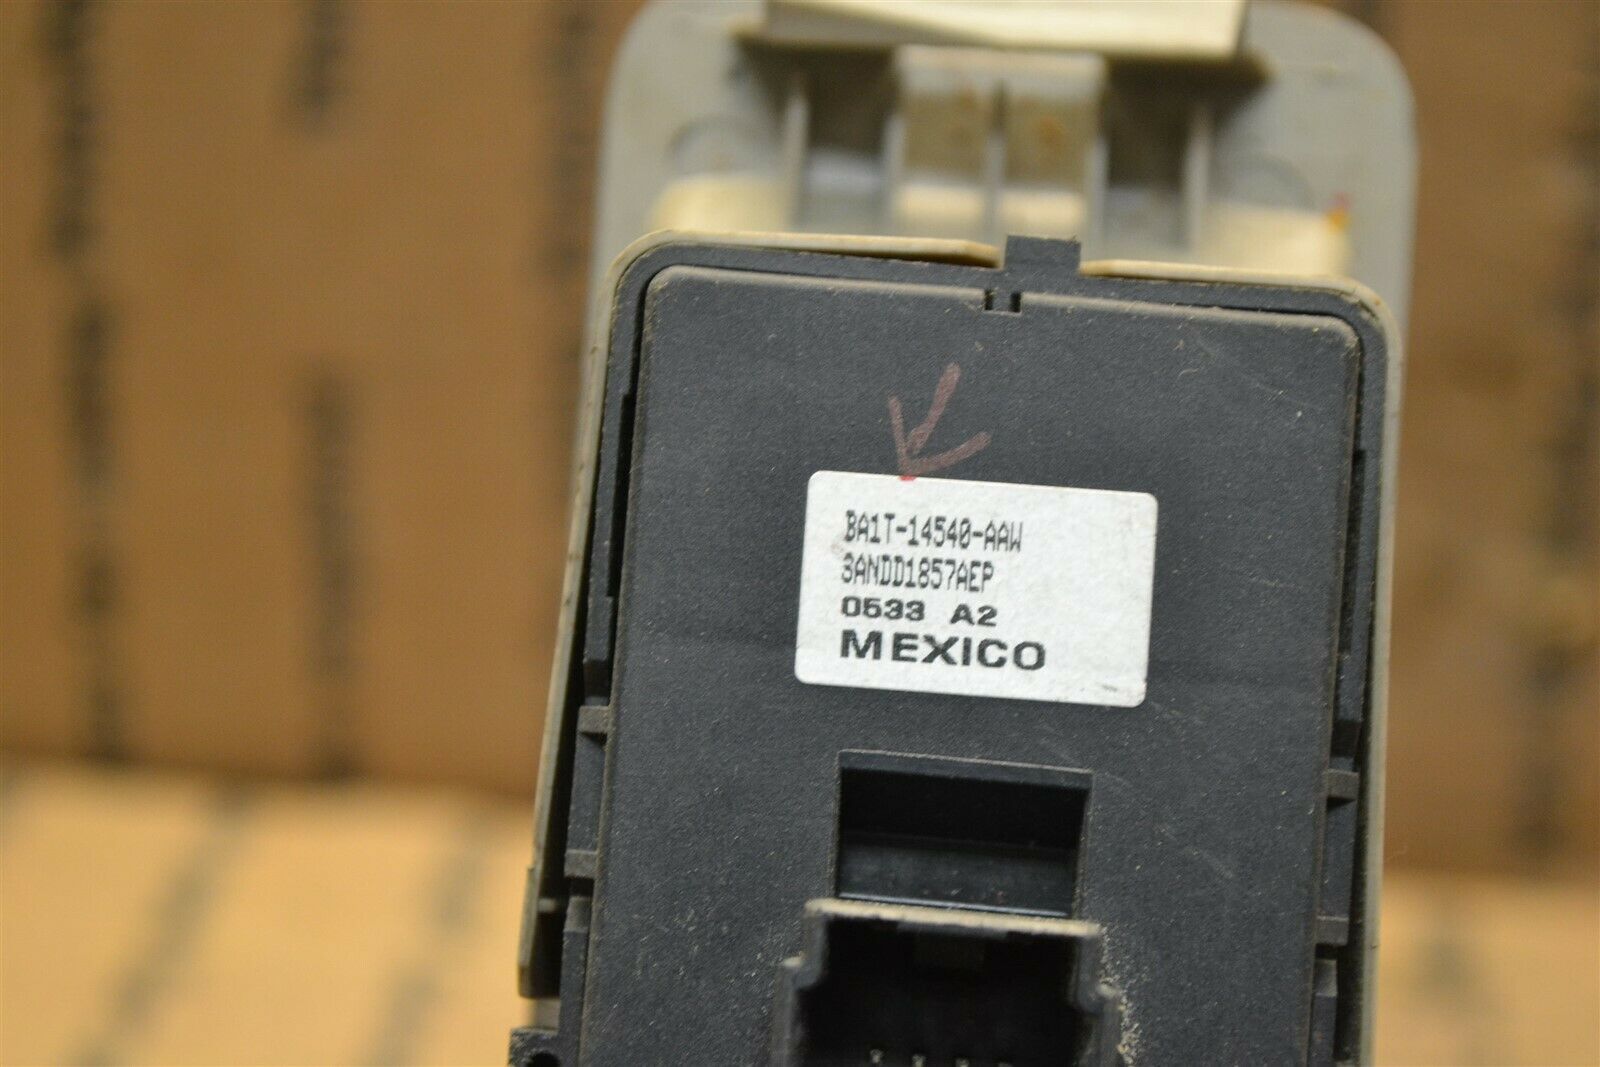 BA1T-14540-AAW
3ANDD1857AEP
0533 A2
MEXICO